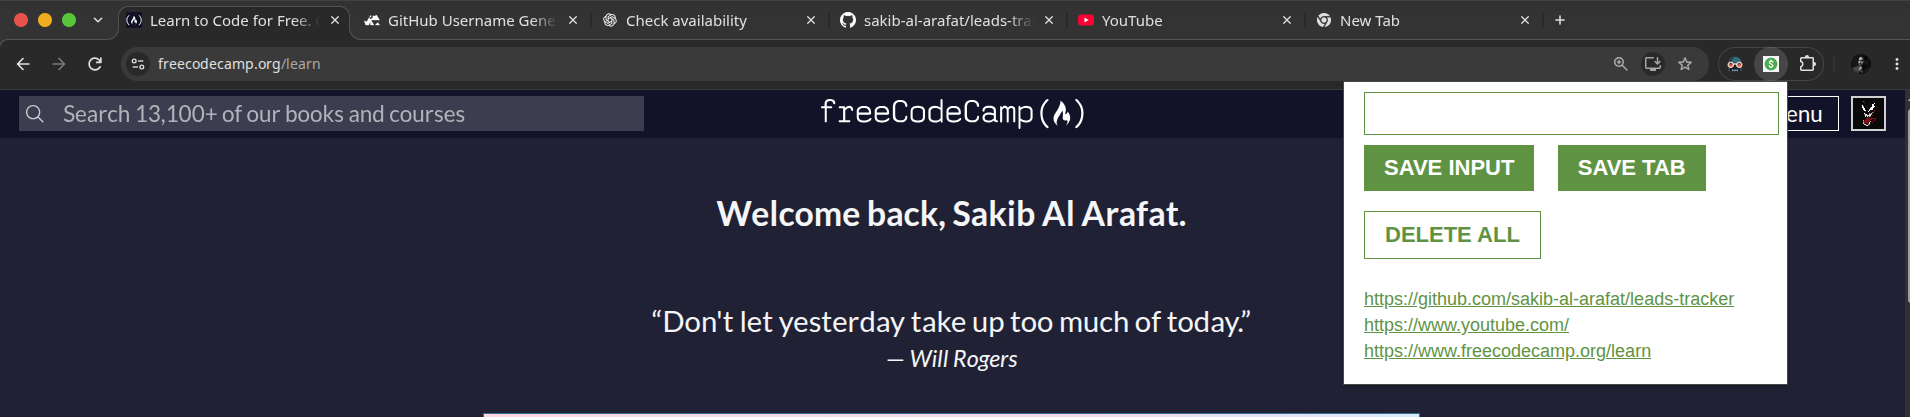 Learn to Code for Free.
GitHub Username Gene
Check availability
sakib-al-arafat/leads-tra
YouTube
New Tab
freecodecamp.org/learn
Search 13,100+ of our books and courses
freeCodeCamp(🔥)
enu
SAVE INPUT
SAVE TAB
DELETE ALL
https://github.com/sakib-al-arafat/leads-tracker
https://www.youtube.com/
https://www.freecodecamp.org/learn
Welcome back, Sakib Al Arafat.
“Don't let yesterday take up too much of today.”
— Will Rogers